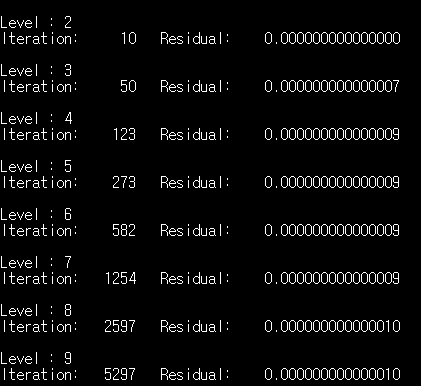 Level : 2
Iteration: 10 Residual: 0.000000000000000
Level : 3
Iteration: 50 Residual: 0.000000000000007
Level : 4
Iteration: 123 Residual: 0.000000000000009
Level : 5
Iteration: 273 Residual: 0.000000000000009
Level : 6
Iteration: 582 Residual: 0.000000000000009
Level : 7
Iteration: 1254 Residual: 0.000000000000009
Level : 8
Iteration: 2597 Residual: 0.000000000000010
Level : 9
Iteration: 5297 Residual: 0.000000000000010